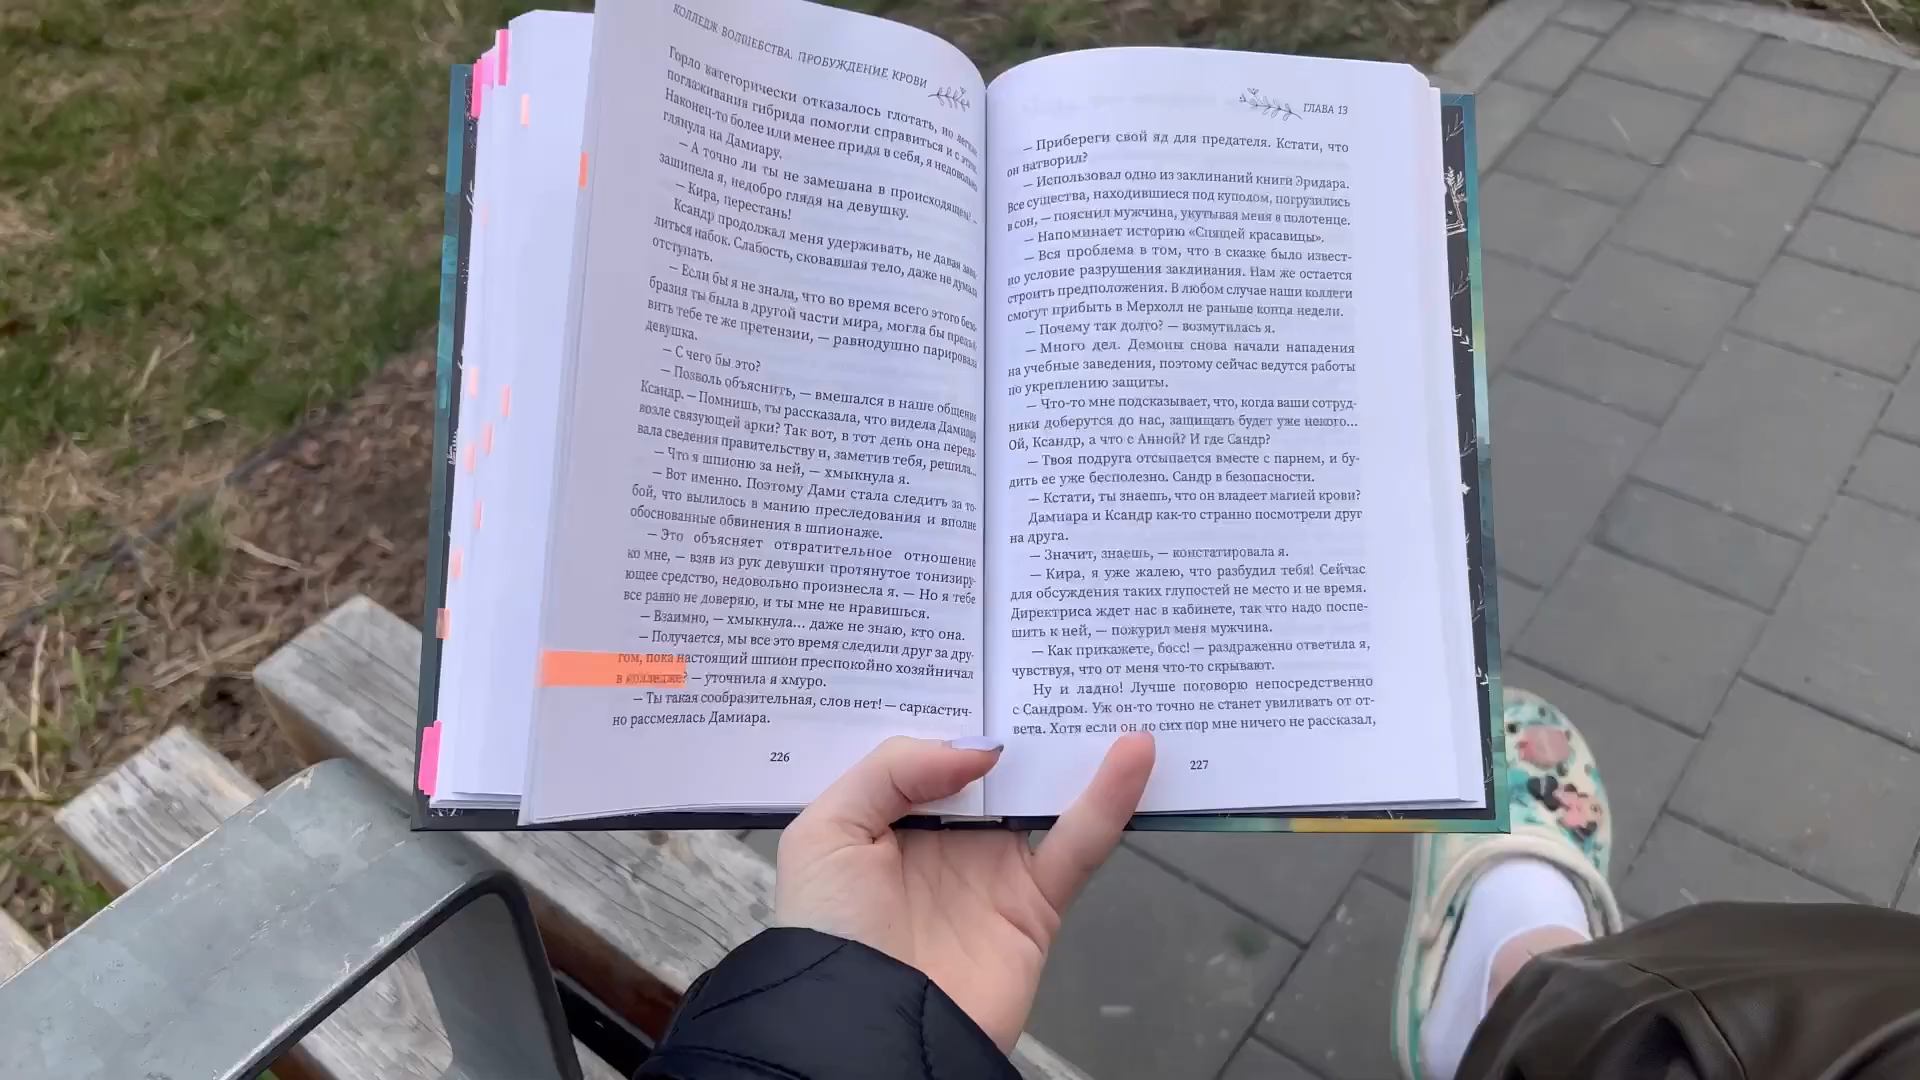 КОЛЛЕДЖ ВОЛШЕБСТВА. ПРОБУЖДЕНИЕ КРОВИ
Горло категорически отказалось глотать, но легкие
поглаживания гибрида помогли справиться и с этим.
Наконец-то более или менее придя в себя, я недовольно
глянула на Дамиару.
— А точно ли ты не замешана в происходящем? —
зашипела я, недобро глядя на девушку.
— Кира, перестань!
Ксандр продолжал меня удерживать, не давая зава-
литься набок. Слабость, сковавшая тело, даже не думала
отступать.
— Если бы я не знала, что во время всего этого безо-
бразия ты была в другой части мира, могла бы предъя-
вить тебе те же претензии, — равнодушно парировала
девушка.
— С чего бы это?
— Позволь объяснить, — вмешался в наше общение
Ксандр. — Помнишь, ты рассказала, что видела Дамиару
возле связующей арки? Так вот, в тот день она переда-
вала сведения правительству и, заметив тебя, решила...
— Что я шпионю за ней, — хмыкнула я.
— Вот именно. Поэтому Дами стала следить за то-
бой, что вылилось в манию преследования и вполне
обоснованные обвинения в шпионаже.
— Это объясняет отвратительное отношение
ко мне, — взяв из рук девушки протянутое тонизиру-
ющее средство, недовольно произнесла я. — Но я тебе
все равно не доверяю, и ты мне не нравишься.
— Взаимно, — хмыкнула... даже не знаю, кто она.
— Получается, мы все это время следили друг за дру-
гом, пока настоящий шпион преспокойно хозяйничал
в колледже? — уточнила я хмуро.
— Ты такая сообразительная, слов нет! — саркастич-
но рассмеялась Дамиара.
226
ГЛАВА 13
— Прибереги свой яд для предателя. Кстати, что
он натворил?
— Использовал одно из заклинаний книги Эридара.
Все существа, находившиеся под куполом, погрузились
в сон, — пояснил мужчина, укутывая меня в полотенце.
— Напоминает историю «Спящей красавицы».
— Вся проблема в том, что в сказке было извест-
но условие разрушения заклинания. Нам же остается
строить предположения. В любом случае наши коллеги
смогут прибыть в Мерхолл не раньше конца недели.
— Почему так долго? — возмутилась я.
— Много дел. Демоны снова начали нападения
на учебные заведения, поэтому сейчас ведутся работы
по укреплению защиты.
— Что-то мне подсказывает, что, когда ваши сотруд-
ники доберутся до нас, защищать будет уже некого...
Ой, Ксандр, а что с Анной? И где Сандр?
— Твоя подруга отсыпается вместе с парнем, и бу-
дить ее уже бесполезно. Сандр в безопасности.
— Кстати, ты знаешь, что он владеет магией крови?
Дамиара и Ксандр как-то странно посмотрели друг
на друга.
— Значит, знаешь, — констатировала я.
— Кира, я уже жалею, что разбудил тебя! Сейчас
для обсуждения таких глупостей не место и не время.
Директриса ждет нас в кабинете, так что надо поспе-
шить к ней, — пожурил меня мужчина.
— Как прикажете, босс! — раздраженно ответила я,
чувствуя, что от меня что-то скрывают.
Ну и ладно! Лучше поговорю непосредственно
с Сандром. Уж он-то точно не станет увиливать от от-
вета. Хотя если он до сих пор мне ничего не рассказал,
227